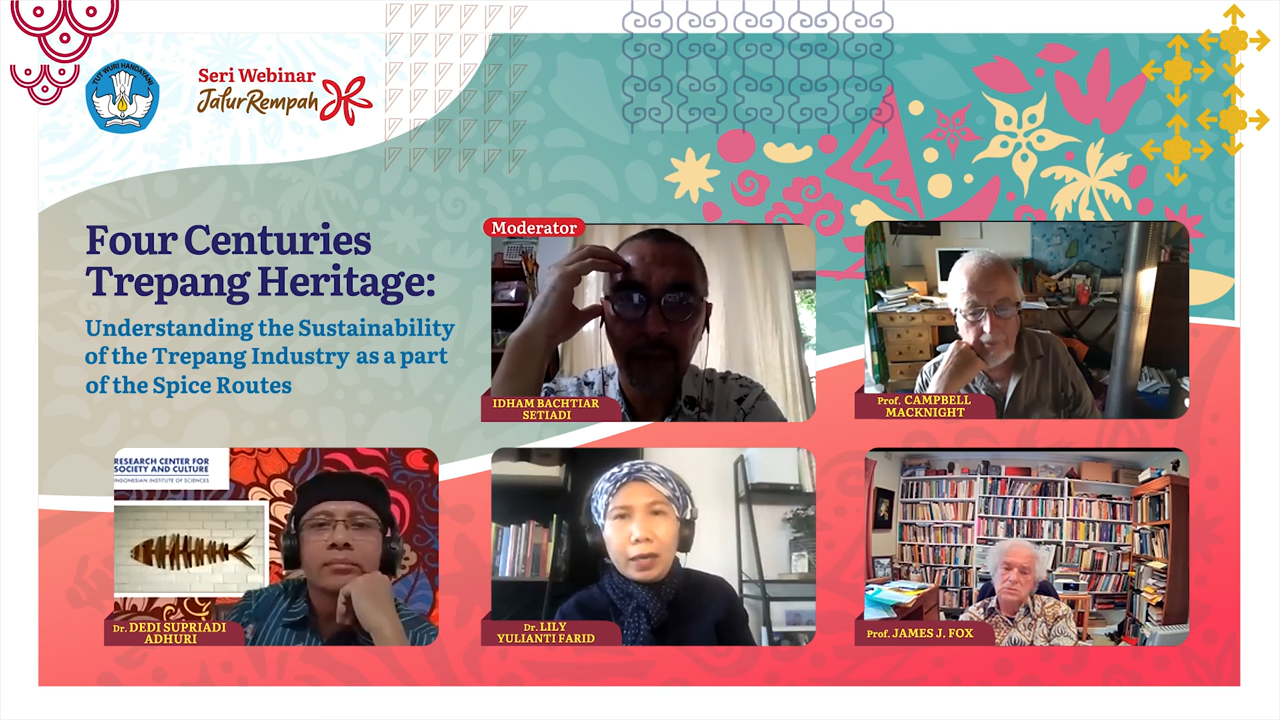 TUT WURI HANDAYANI
Seri Webinar
Jalur Rempah
Four Centuries
Trepang Heritage:
Understanding the Sustainability
of the Trepang Industry as a part
of the Spice Routes
Moderator
IDHAM BACHTIAR
SETIADI
Prof. CAMPBELL
MACKNIGHT
RESEARCH CENTER FOR
SOCIETY AND CULTURE
INDONESIAN INSTITUTE OF SCIENCES
Dr. DEDI SUPRIADI
ADHURI
Dr. LILY
YULIANTI FARID
Prof. JAMES J. FOX